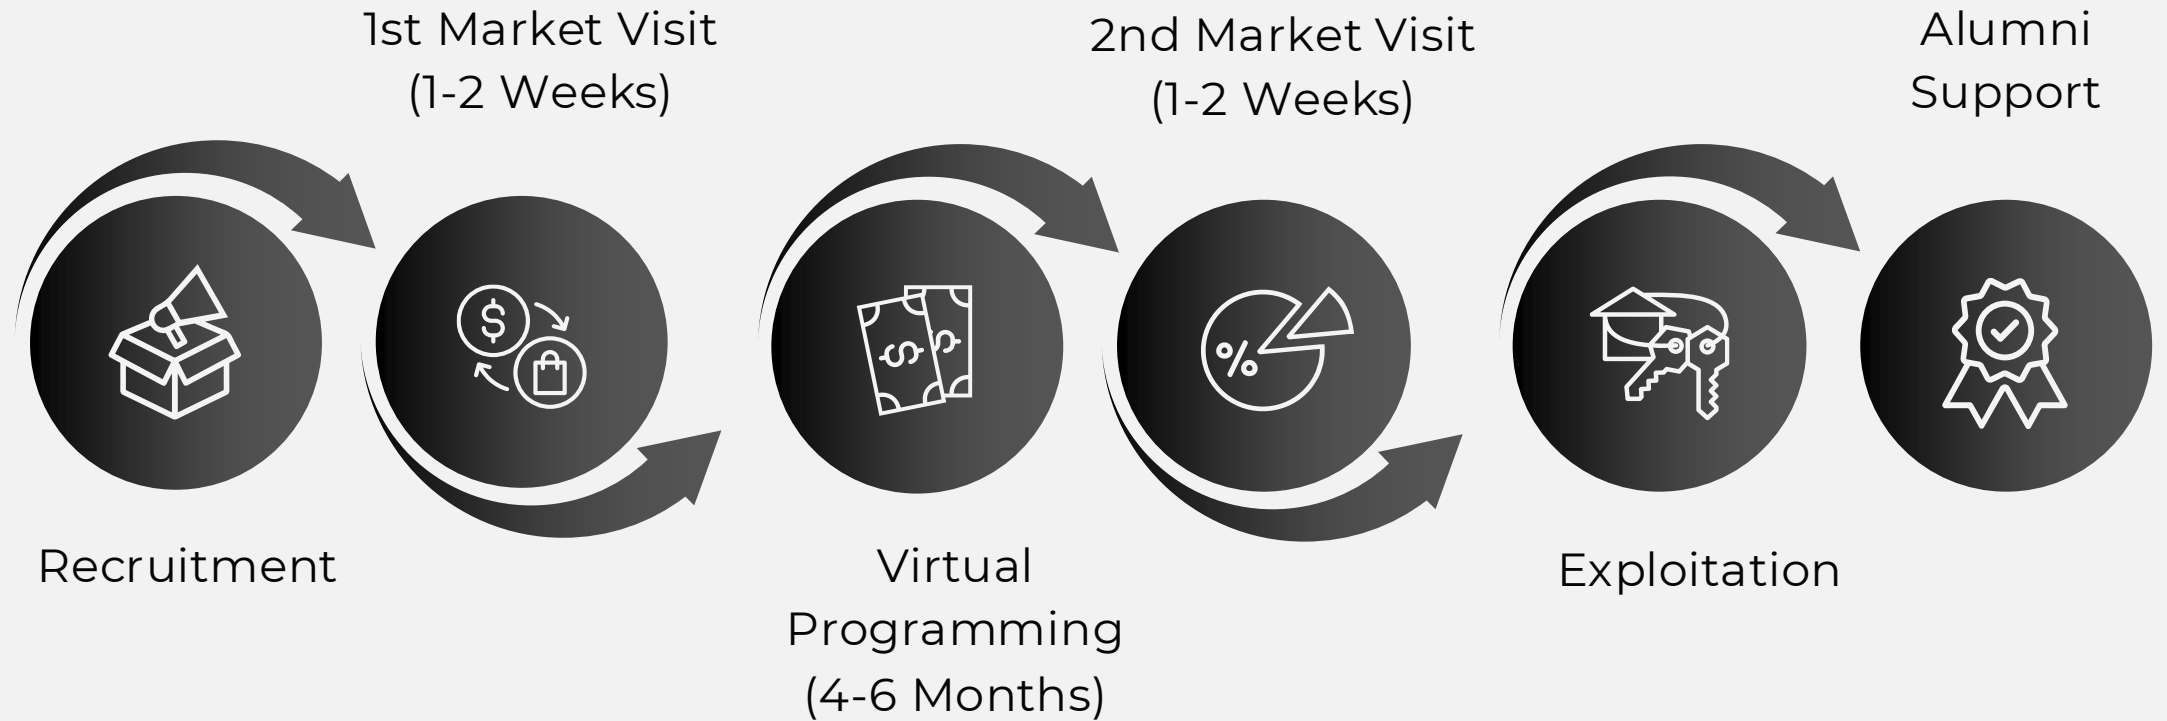 Recruitment
1st Market Visit
(1-2 Weeks)
Virtual
Programming
(4-6 Months)
2nd Market Visit
(1-2 Weeks)
Exploitation
Alumni
Support